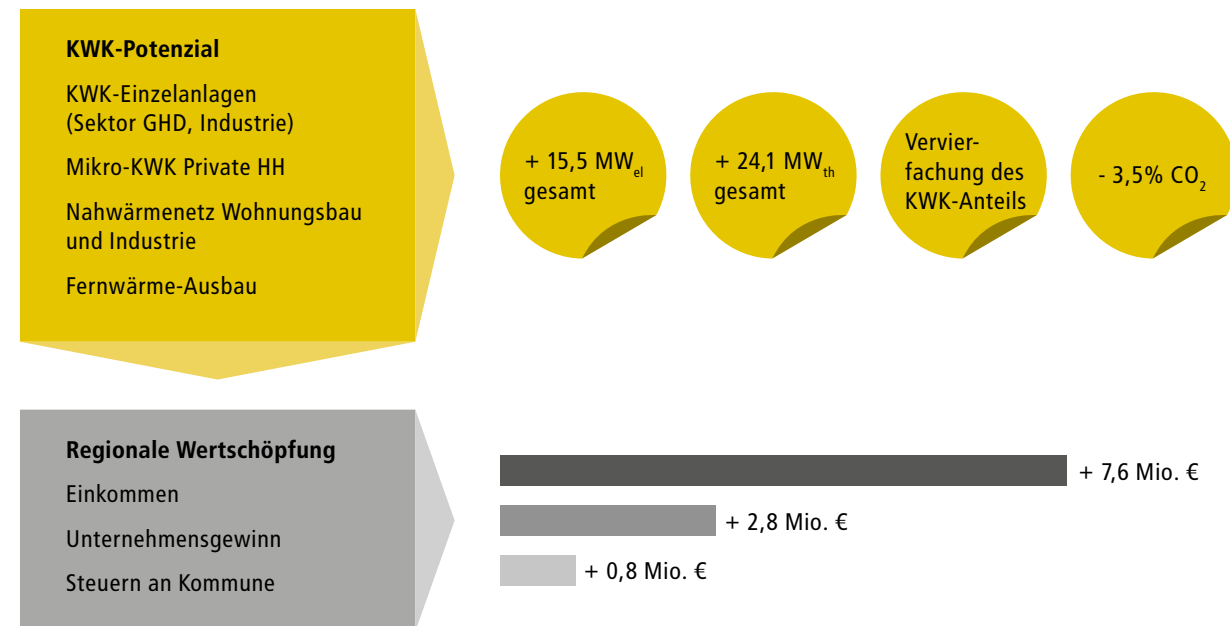 KWK-Potenzial
KWK-Einzelanlagen
(Sektor GHD, Industrie)
Mikro-KWK Private HH
Nahwärmenetz Wohnungsbau
und Industrie
Fernwärme-Ausbau
+ 15,5 MWel
gesamt
+ 24,1 MWth
gesamt
Vervier-
fachung des
KWK-Anteils
- 3,5% CO2
Regionale Wertschöpfung
Einkommen
Unternehmensgewinn
Steuern an Kommune
+ 7,6 Mio. €
+ 2,8 Mio. €
+ 0,8 Mio. €